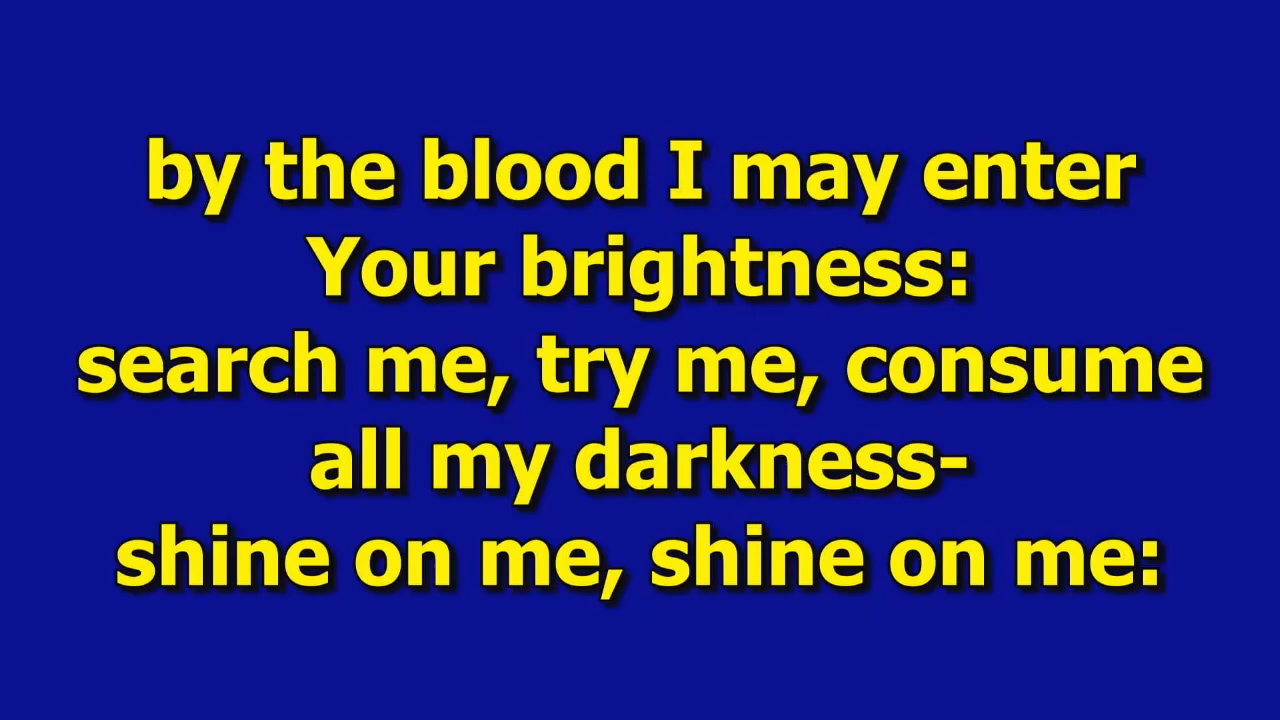 by the blood I may enter
Your brightness:
search me, try me, consume
all my darkness-
shine on me, shine on me: